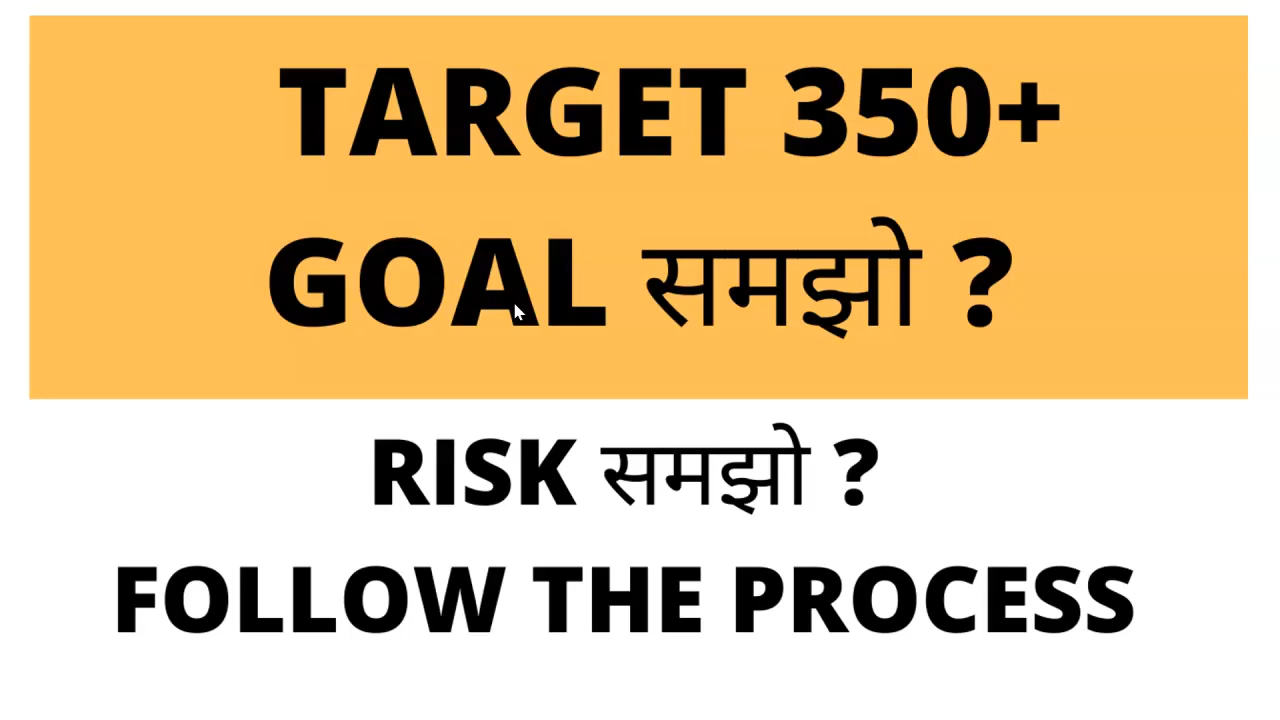 TARGET 350+
GOAL समझो ?
RISK समझो ?
FOLLOW THE PROCESS